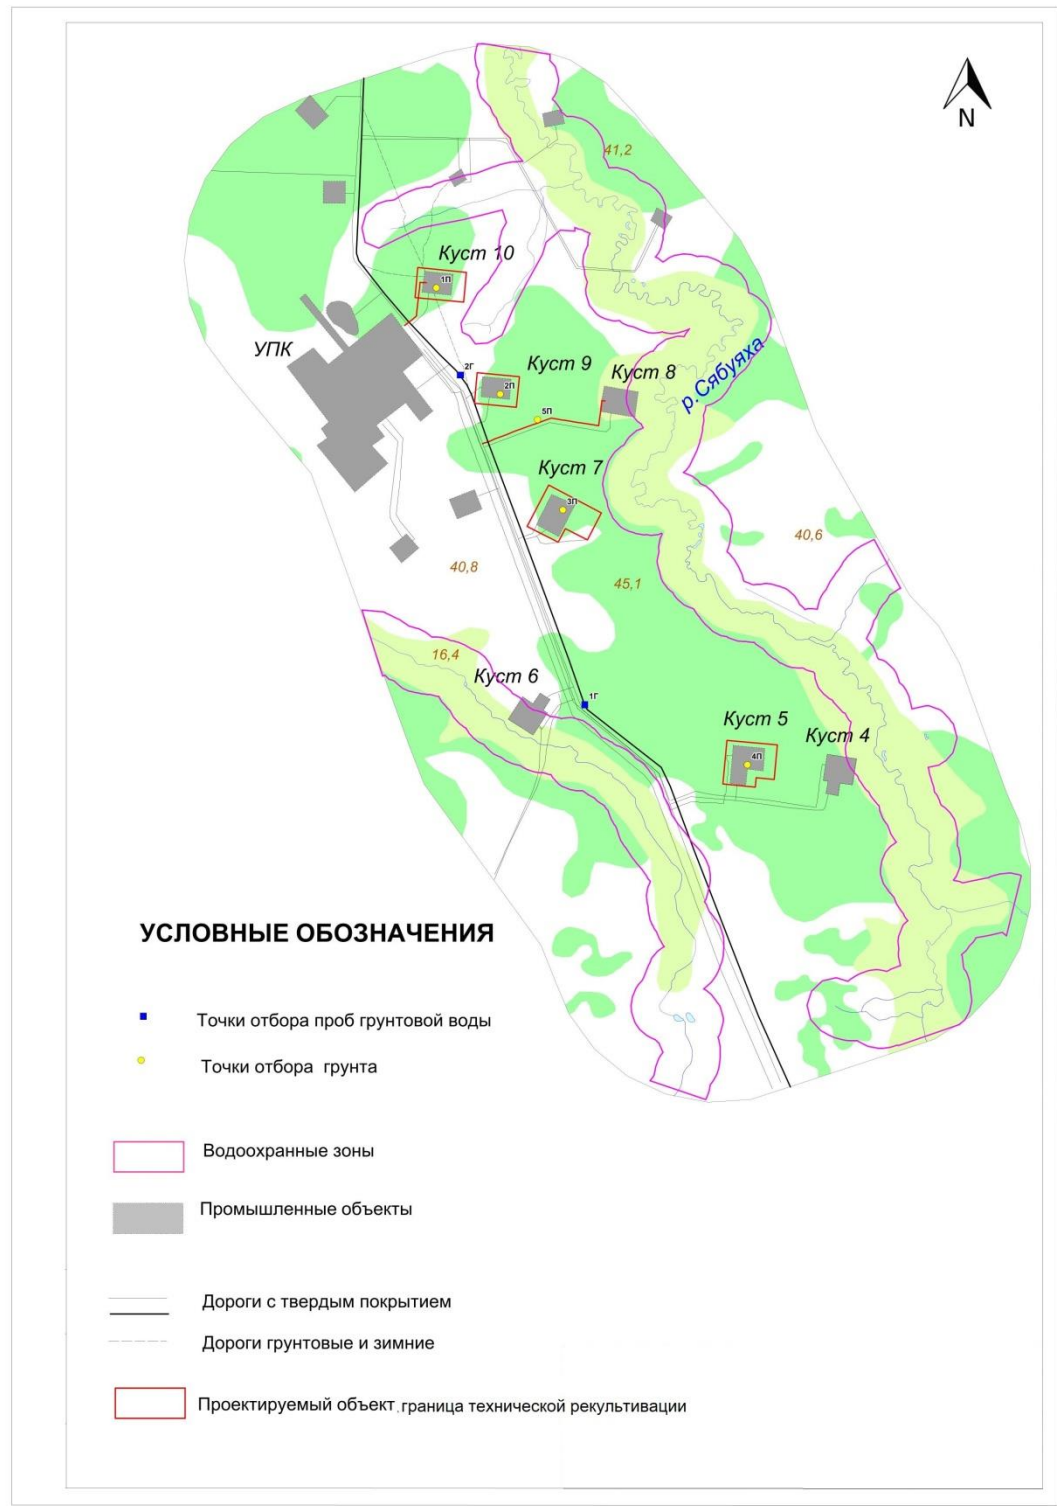 N
41,2
Куст 10
1П
УПК
2Г
Куст 9
2П
Куст 8
р.Сябуяха
5П
Куст 7
3П
40,6
40,8
45,1
16,4
Куст 6
1Г
Куст 5
Куст 4
4П
УСЛОВНЫЕ ОБОЗНАЧЕНИЯ
Точки отбора проб грунтовой воды
Точки отбора грунта
Водоохранные зоны
Промышленные объекты
Дороги с твердым покрытием
Дороги грунтовые и зимние
Проектируемый объект, граница технической рекультивации